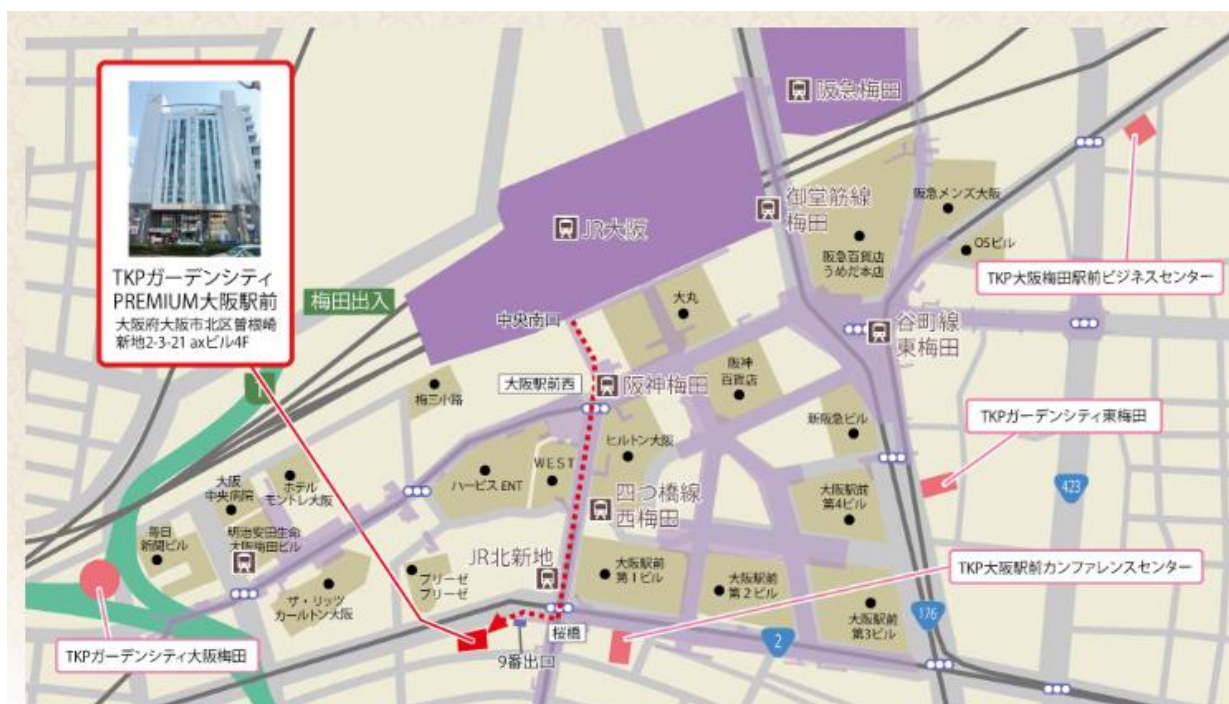 TKPガーデンシティ
PREMIUM大阪駅前
大阪府大阪市北区曽根崎
新地2-3-21 axビル4F
梅田出入
1
JR大阪
阪急梅田
御堂筋線
梅田
阪急メンズ大阪
OSビル
阪急百貨店
うめだ本店
TKP大阪梅田駅前ビジネスセンター
中央南口
大丸
谷町線
東梅田
大阪駅前西
阪神梅田
阪神
百貨店
梅三小路
新阪急ビル
TKPガーデンシティ東梅田
ヒルトン大阪
WEST
ハービス ENT
大阪
中央病院
ホテル
モントレ大阪
四つ橋線
西梅田
大阪駅前
第4ビル
423
毎日
新聞ビル
明治安田生命
大阪梅田ビル
JR北新地
ブリーゼ
ブリーゼ
大阪駅前
第1ビル
大阪駅前
第2ビル
TKP大阪駅前カンファレンスセンター
ザ・リッツ
カールトン大阪
桜橋
大阪駅前
第3ビル
176
2
9番出口
TKPガーデンシティ大阪梅田